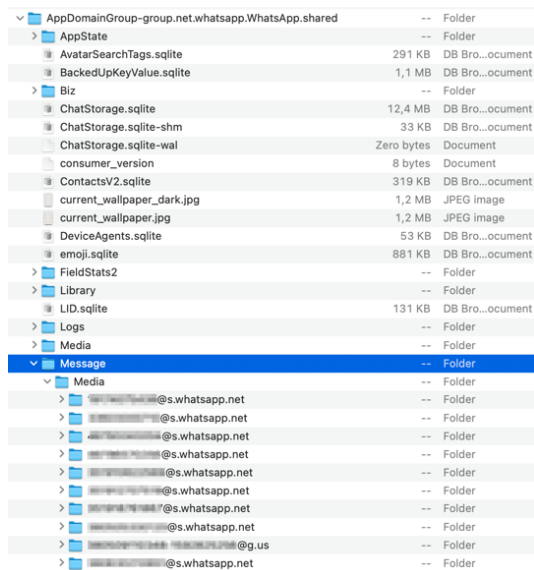 AppDomainGroup-group.net.whatsapp.WhatsApp.shared -- Folder
AppState -- Folder
AvatarSearchTags.sqlite 291 KB DB Bro...ocument
BackedUpKeyValue.sqlite 1,1 MB DB Bro...ocument
Biz -- Folder
ChatStorage.sqlite 12,4 MB DB Bro...ocument
ChatStorage.sqlite-shm 33 KB DB Bro...ocument
ChatStorage.sqlite-wal Zero bytes Document
consumer_version 8 bytes Document
ContactsV2.sqlite 319 KB DB Bro...ocument
current_wallpaper_dark.jpg 1,2 MB JPEG image
current_wallpaper.jpg 1,2 MB JPEG image
DeviceAgents.sqlite 53 KB DB Bro...ocument
emoji.sqlite 881 KB DB Bro...ocument
FieldStats2 -- Folder
Library -- Folder
LID.sqlite 131 KB DB Bro...ocument
Logs -- Folder
Media -- Folder
Message -- Folder
Media -- Folder
@s.whatsapp.net -- Folder
@s.whatsapp.net -- Folder
@s.whatsapp.net -- Folder
@s.whatsapp.net -- Folder
@s.whatsapp.net -- Folder
@s.whatsapp.net -- Folder
@s.whatsapp.net -- Folder
@s.whatsapp.net -- Folder
@g.us -- Folder
@s.whatsapp.net -- Folder